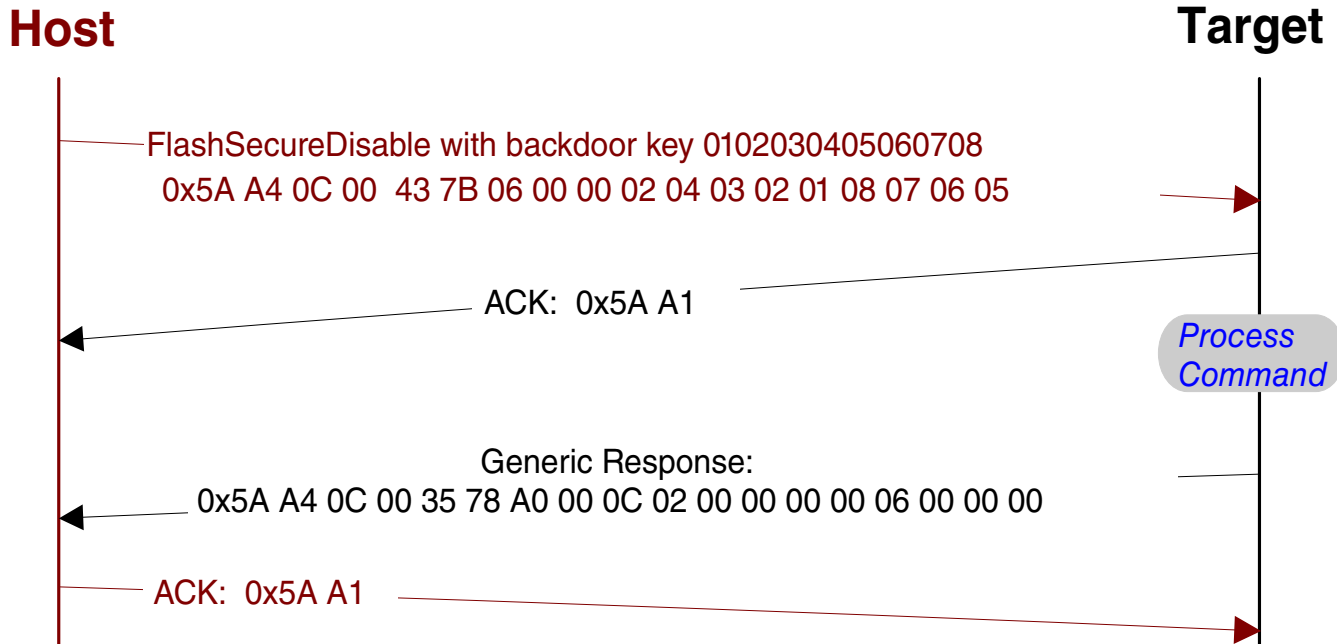 Host
Target
FlashSecureDisable with backdoor key 0102030405060708
0x5A A4 0C 00  43 7B 06 00 00 02 04 03 02 01 08 07 06 05
ACK:  0x5A A1
Process
Command
Generic Response:
0x5A A4 0C 00 35 78 A0 00 0C 02 00 00 00 00 06 00 00 00
ACK:  0x5A A1